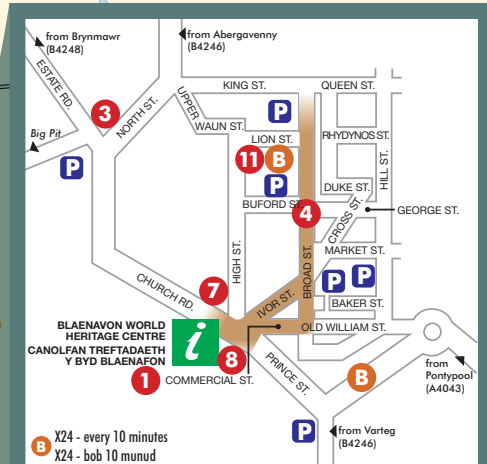 from Brynmawr
(B4248)
from Abergavenny
(B4246)
ESTATE RD.
KING ST.
QUEEN ST.
3
NORTH ST.
UPPER
P
WAUN ST.
LION ST.
RHYDYNOS ST.
Big Pit
P
11
B
HILL ST.
P
DUKE ST.
BUFORD ST.
4
CROSS ST.
GEORGE ST.
HIGH ST.
BROAD ST.
MARKET ST.
CHURCH RD.
7
IVOR ST.
P
P
BAKER ST.
BLAENAVON WORLD
HERITAGE CENTRE
CANOLFAN TREFTADAETH
Y BYD BLAENAFON
i
OLD WILLIAM ST.
8
1
COMMERCIAL ST.
PRINCE ST.
B
from
Pontypool
(A4043)
B
X24 - every 10 minutes
X24 - bob 10 munud
P
from Varteg
(B4246)